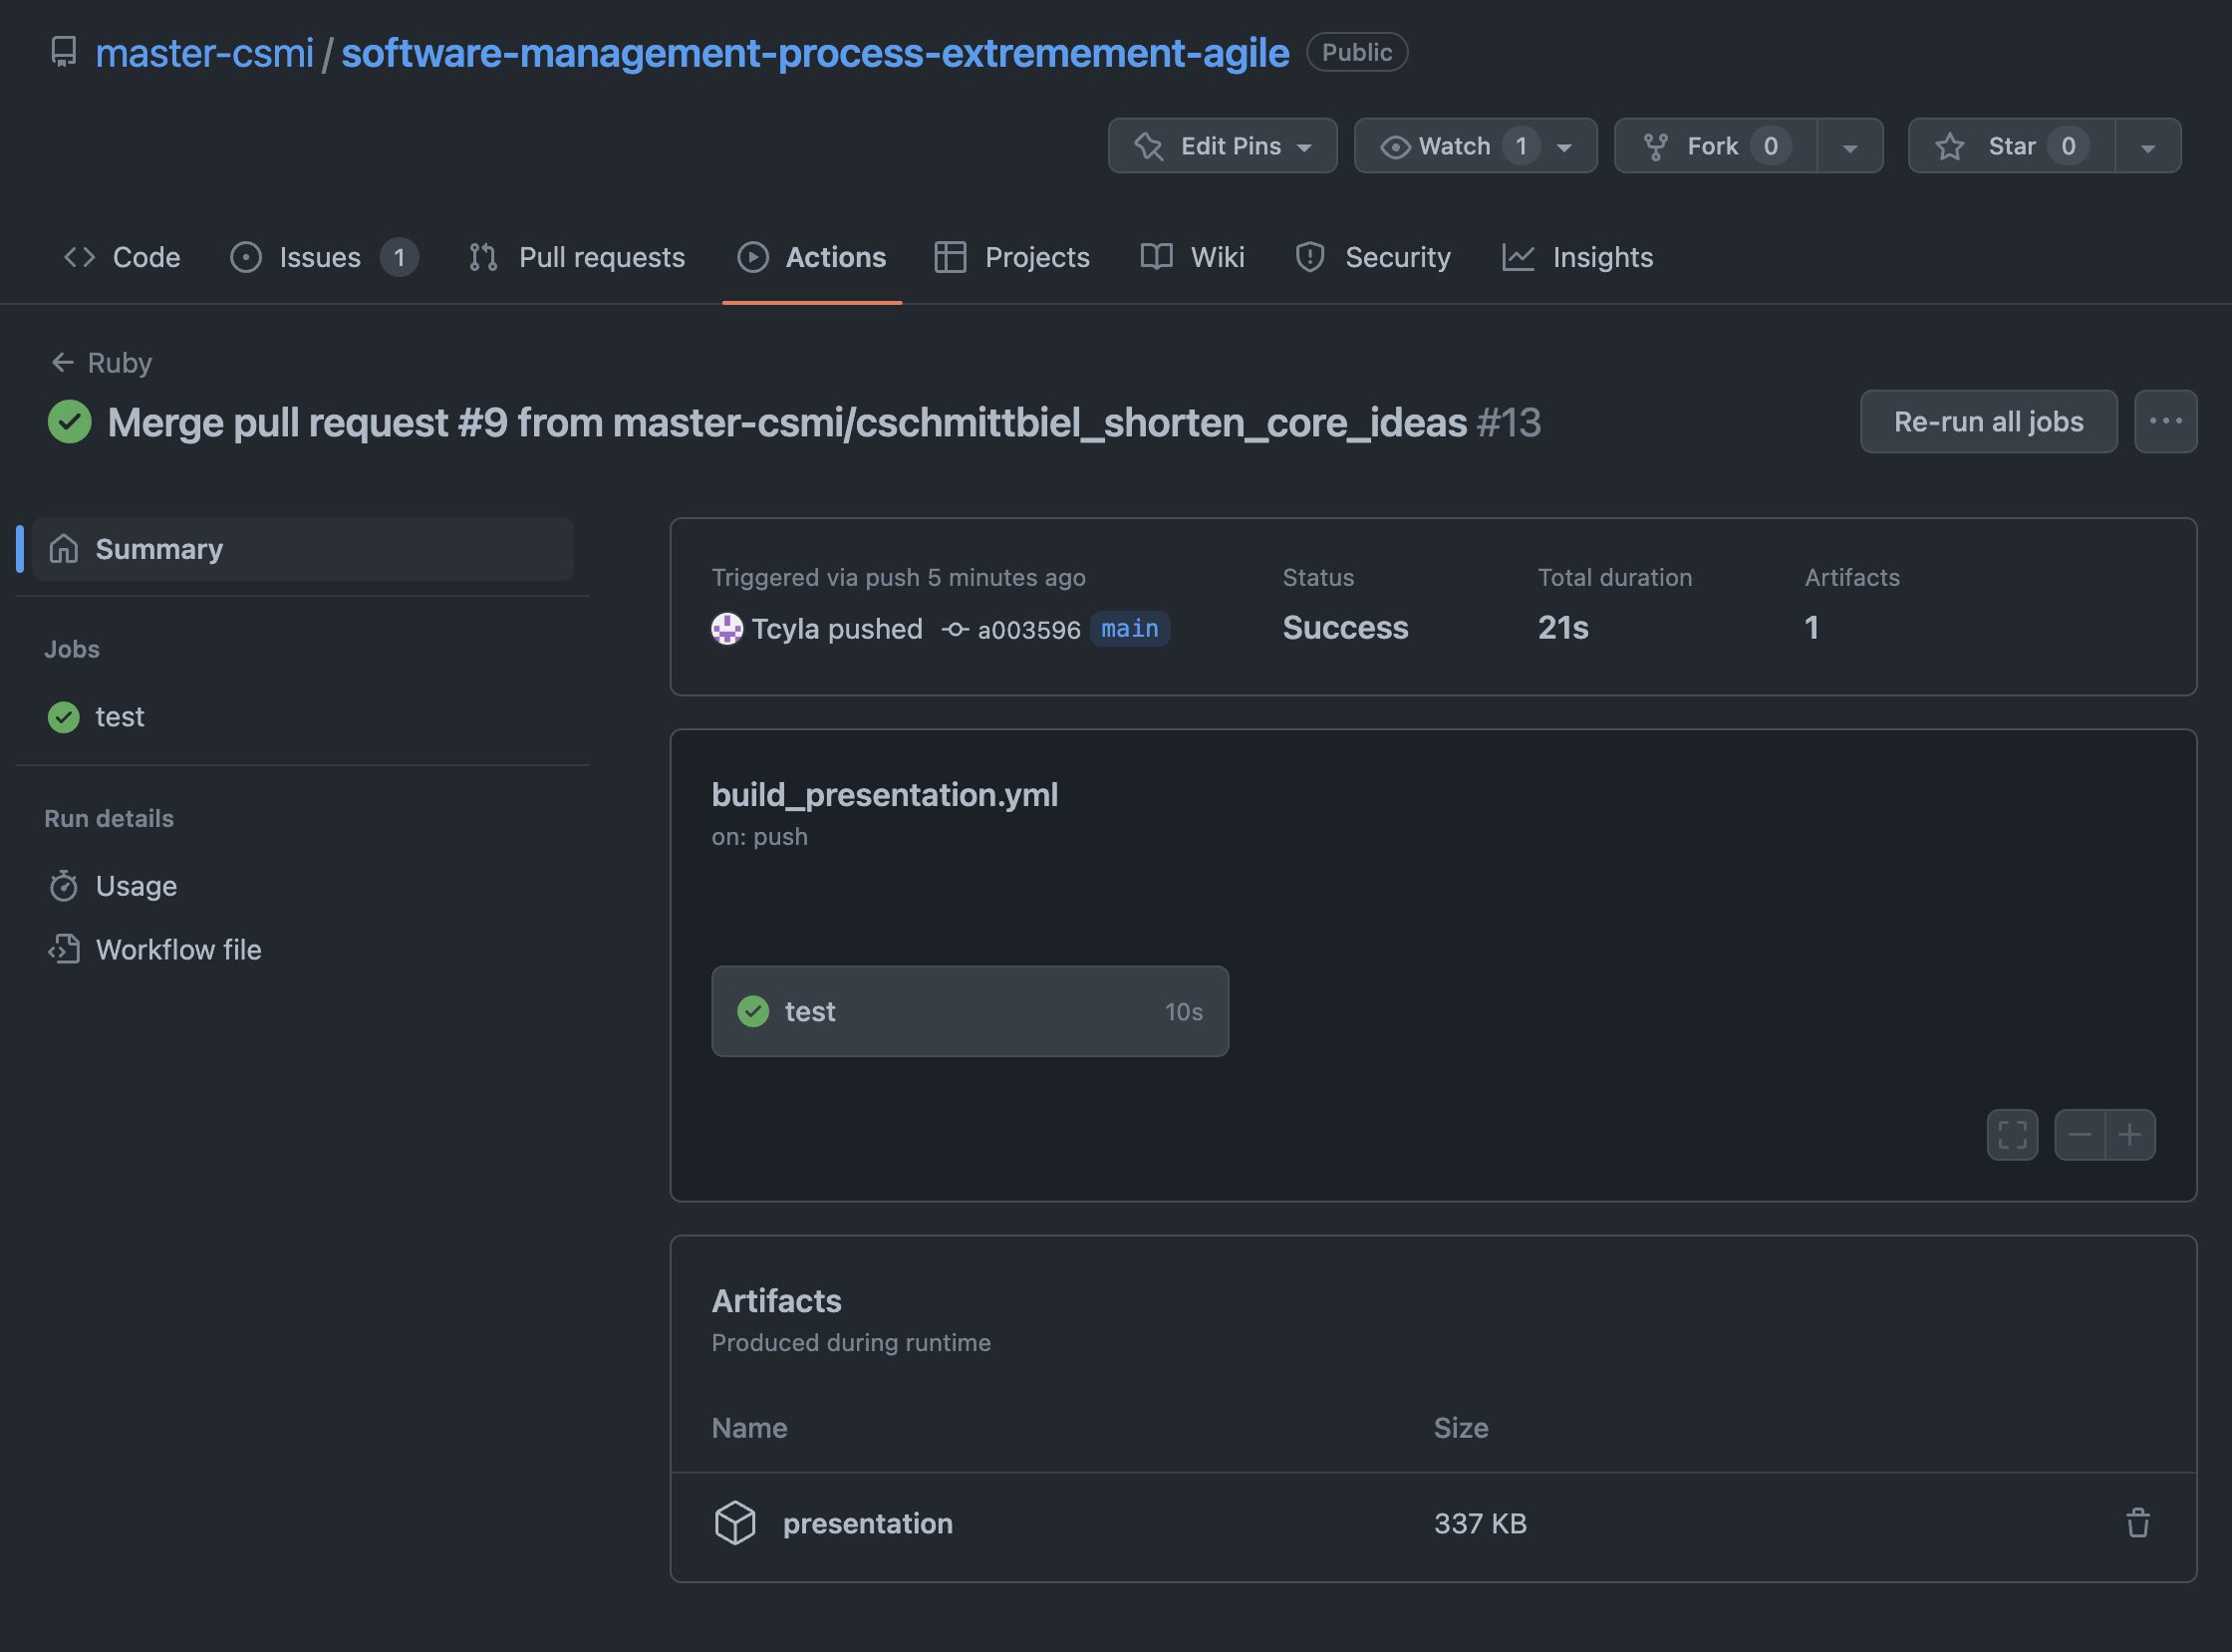 master-csmi / software-management-process-extremement-agile Public
Edit Pins Watch 1 Fork 0 Star 0
Code Issues 1 Pull requests Actions Projects Wiki Security Insights
Ruby
Merge pull request #9 from master-csmi/cschmittbiel_shorten_core_ideas #13
Re-run all jobs
Summary
Jobs
test
Run details
Usage
Workflow file
Triggered via push 5 minutes ago
Tcyla pushed a003596 main
Status
Success
Total duration
21s
Artifacts
1
build_presentation.yml
on: push
test 10s
Artifacts
Produced during runtime
Name Size
presentation 337 KB